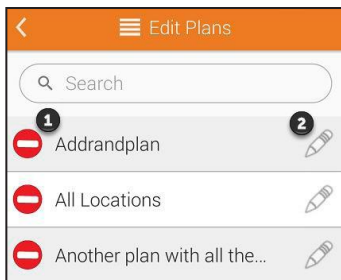 Edit Plans
Search
1 2
Addrandplan
All Locations
Another plan with all the...